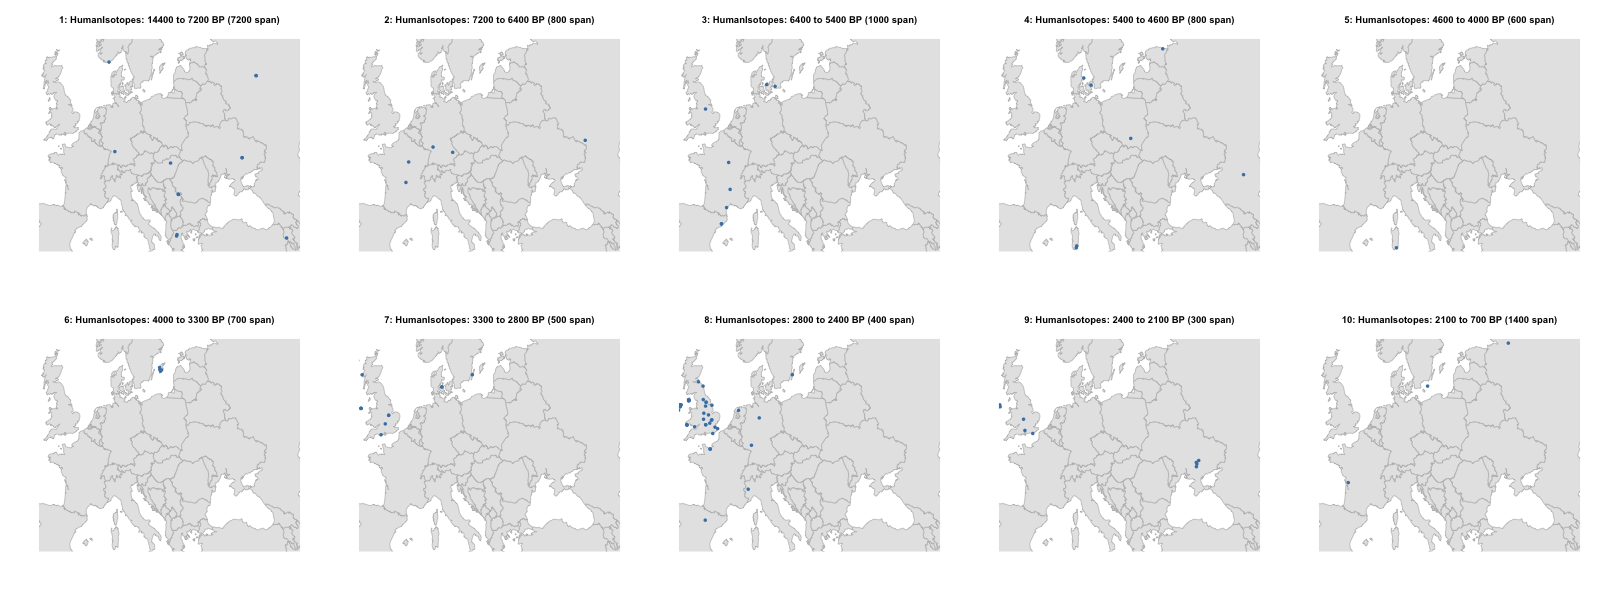 1: HumanIsotopes: 14400 to 7200 BP (7200 span)
2: HumanIsotopes: 7200 to 6400 BP (800 span)
3: HumanIsotopes: 6400 to 5400 BP (1000 span)
4: HumanIsotopes: 5400 to 4600 BP (800 span)
5: HumanIsotopes: 4600 to 4000 BP (600 span)
6: HumanIsotopes: 4000 to 3300 BP (700 span)
7: HumanIsotopes: 3300 to 2800 BP (500 span)
8: HumanIsotopes: 2800 to 2400 BP (400 span)
9: HumanIsotopes: 2400 to 2100 BP (300 span)
10: HumanIsotopes: 2100 to 700 BP (1400 span)